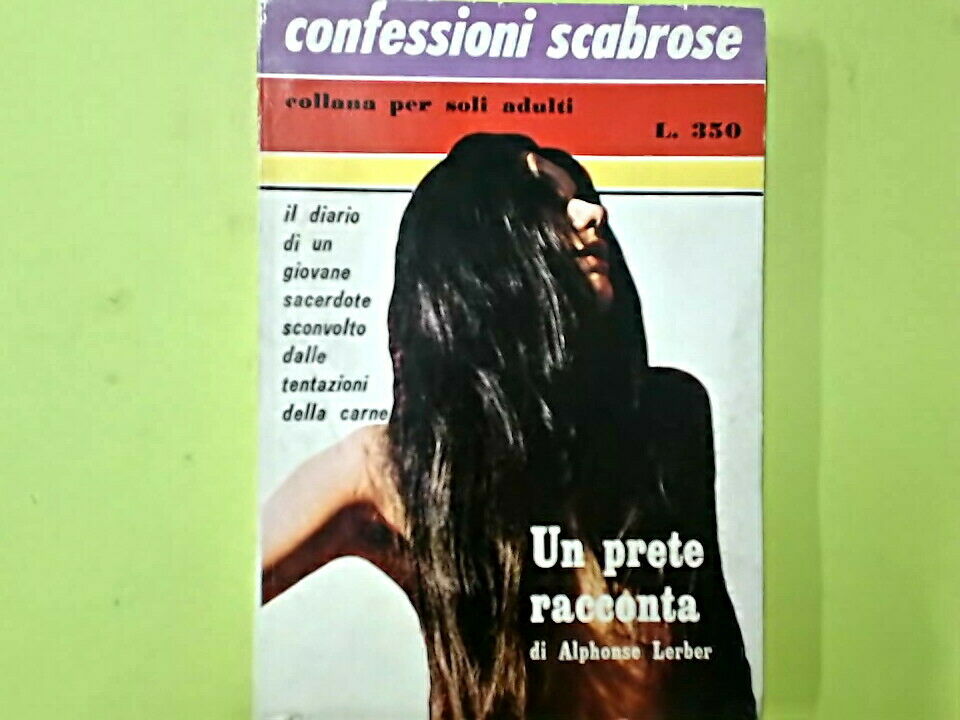 confessioni scabrose
collana per soli adulti
L. 350
il diario
di un
giovane
sacerdote
sconvolto
dalle
tentazioni
della carne
Un prete
racconta
di Alphonse Lerber